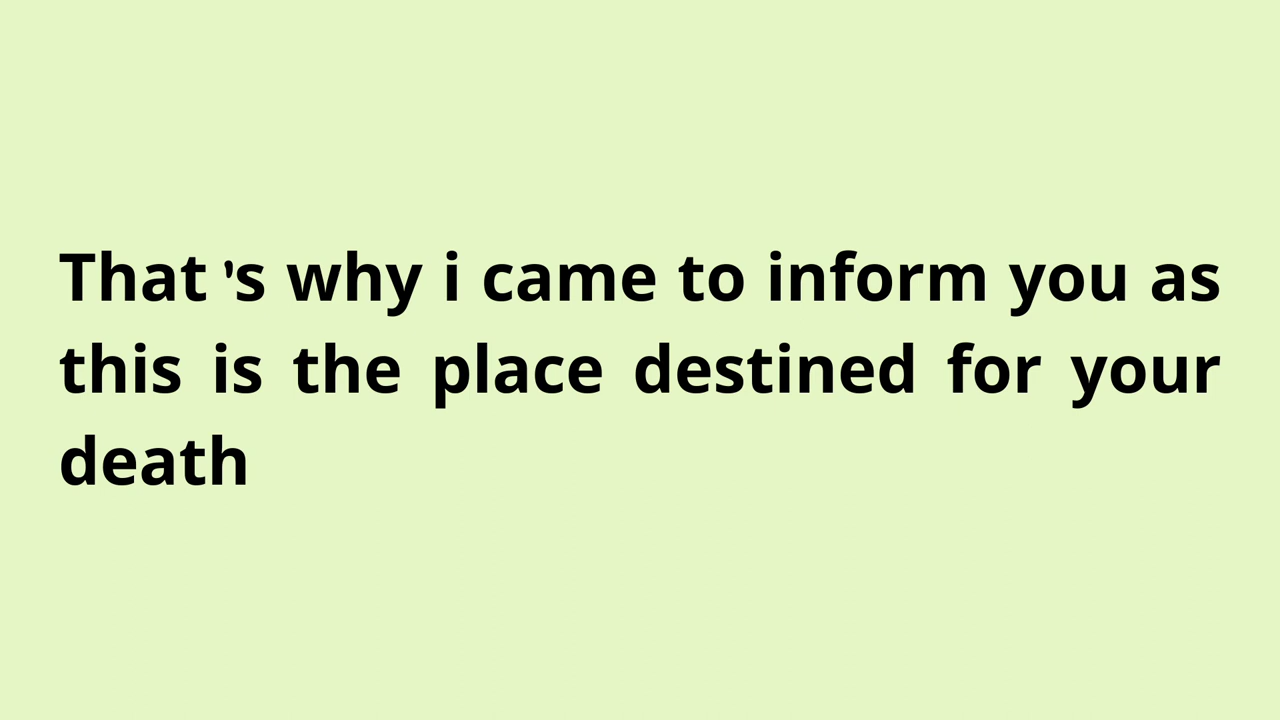 That 's why i came to inform you as
this is the place destined for your
death